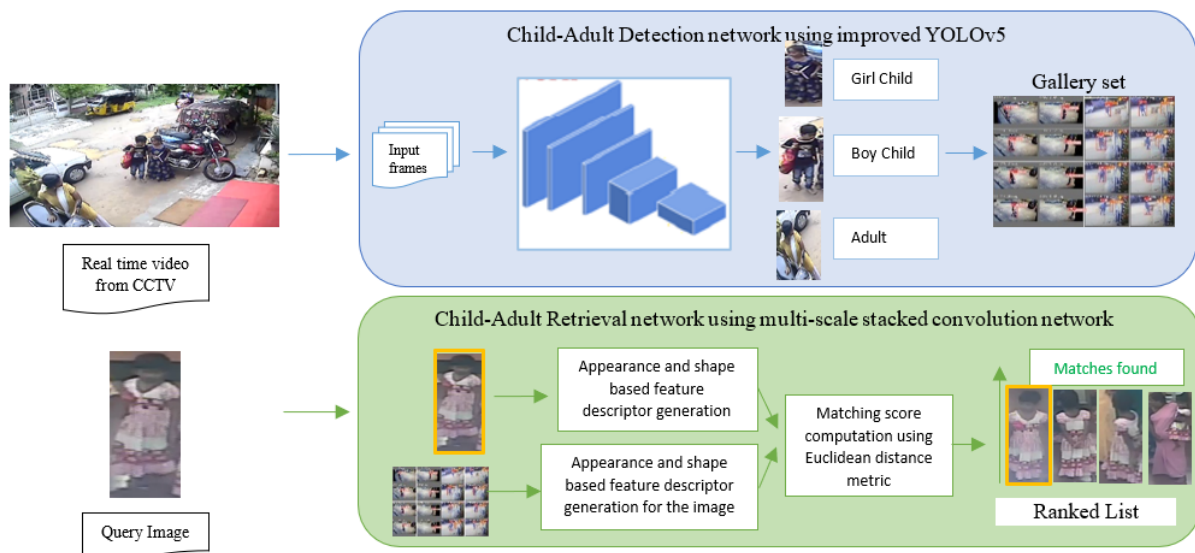 Child-Adult Detection network using improved YOLOv5
Real time video
from CCTV
Input
frames
Girl Child
Boy Child
Adult
Gallery set
Child-Adult Retrieval network using multi-scale stacked convolution network
Query Image
Appearance and shape
based feature
descriptor generation
Appearance and shape
based feature descriptor
generation for the image
Matching score
computation using
Euclidean distance
metric
Matches found
Ranked List